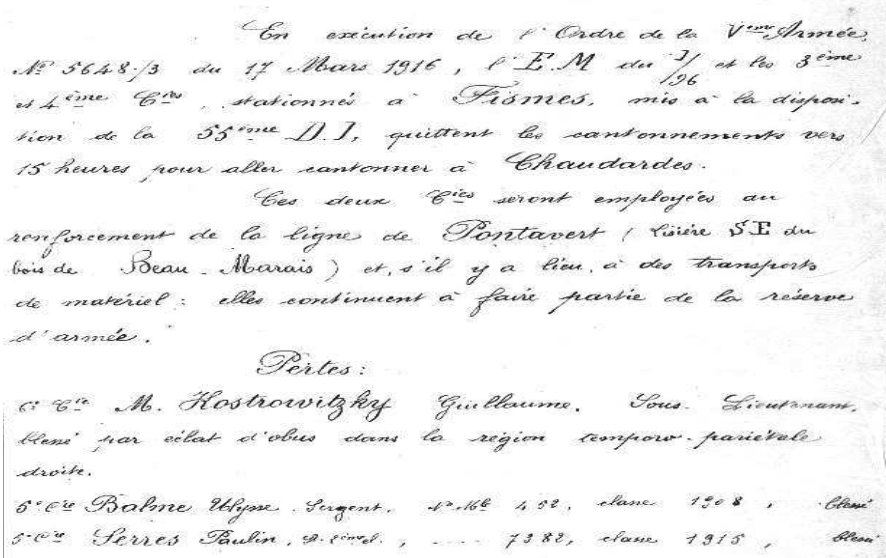 En exécution de l'Ordre de la Vème Armée,
No 5648/3 du 17 Mars 1916, l'E.M du I/96 et les 3ème
et 4ème Cies, stationnés à Fismes, mis à la disposi-
tion de la 55ème D.I, quittent les cantonnements vers
15 heures pour aller cantonner à Chaudardes.
Ces deux Cies seront employées au
renforcement de la ligne de Pontavert (lisière SE du
bois de Beau-Marais) et, s'il y a lieu, à des transports
de matériel : elles continuent à faire partie de la réserve
d'armée.
Pertes:
6e Cie M. Kostrowitzky Guillaume. Sous-Lieutenant,
blessé par éclat d'obus dans la région temporo-pariétale
droite.
5e Cie Balme Ulysse Sergent, No Mle 452, classe 1908, blessé
5e Cie Serres Paulin, ..... 7382, classe 1915, blessé